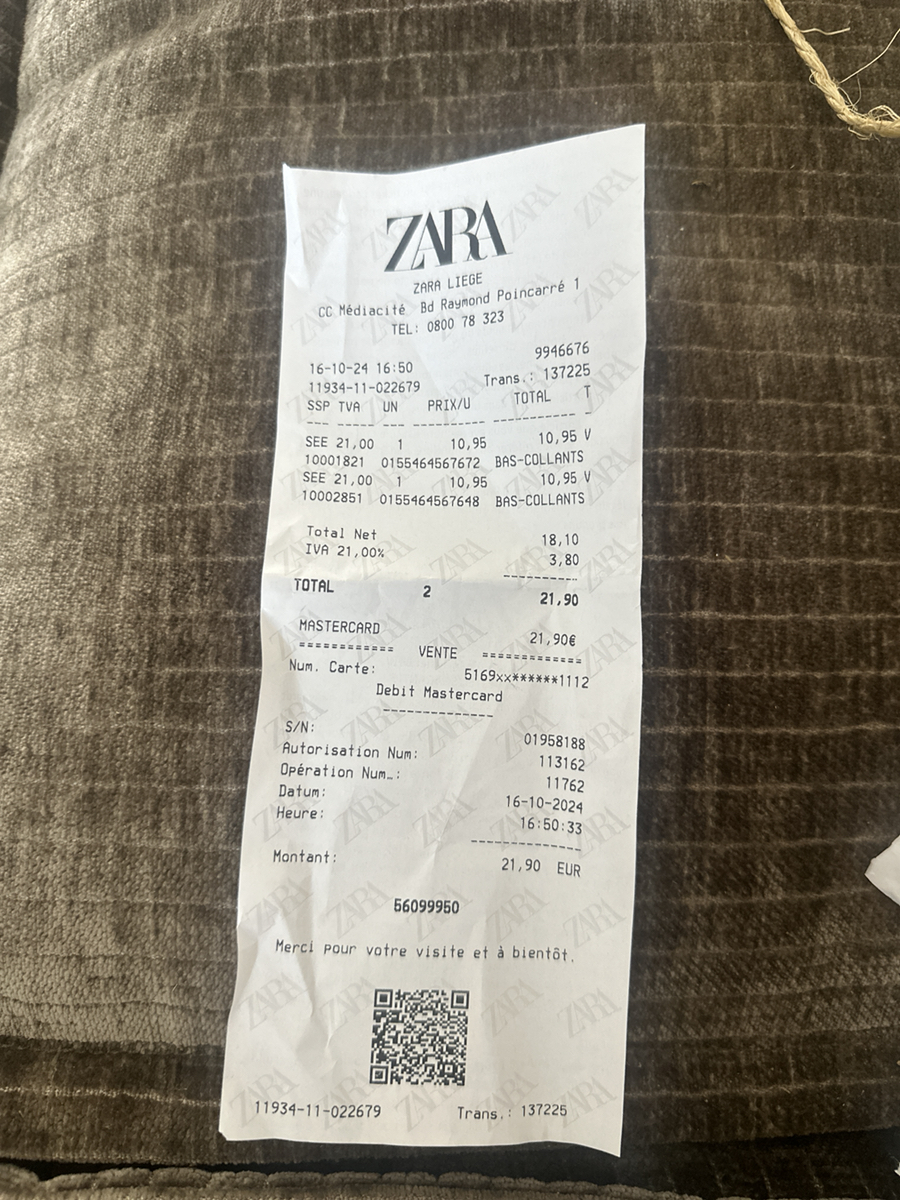 ZARA
ZARA LIEGE
CC Médiacité Bd Raymond Poincarré 1
TEL: 0800 78 323
9946676
16-10-24 16:50
11934-11-022679 Trans.: 137225
SSP TVA UN PRIX/U TOTAL T
SEE 21,00 1 10,95 10,95 V
10001821 0155464567672 BAS-COLLANTS
SEE 21,00 1 10,95 10,95 V
10002851 0155464567648 BAS-COLLANTS
Total Net 18,10
IVA 21,00% 3,80
TOTAL 2 21,90
MASTERCARD 21,90€
============ VENTE ============
Num. Carte: 5169xx******1112
Debit Mastercard
S/N: 01958188
Autorisation Num: 113162
Opération Num.: 11762
Datum: 16-10-2024
Heure: 16:50:33
Montant: 21,90 EUR
56099950
Merci pour votre visite et à bientôt.
11934-11-022679 Trans.: 137225